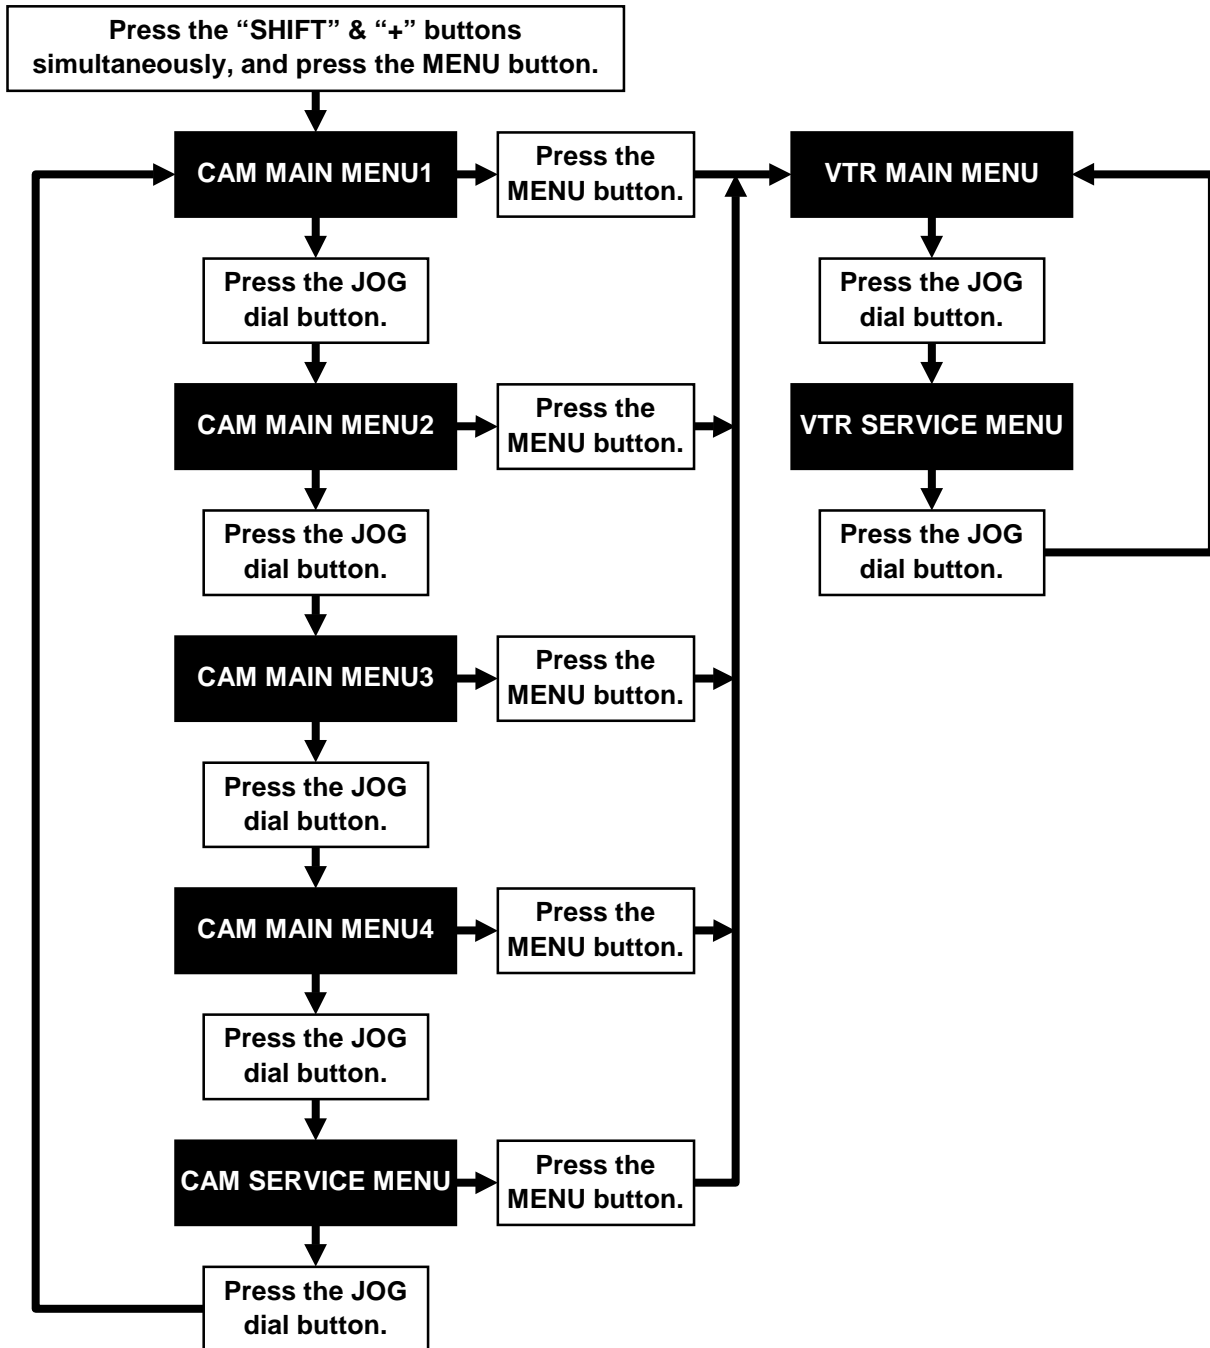 Press the “SHIFT” & “+” buttons
simultaneously, and press the MENU button.
CAM MAIN MENU1
Press the
MENU button.
VTR MAIN MENU
Press the JOG
dial button.
Press the JOG
dial button.
CAM MAIN MENU2
Press the
MENU button.
VTR SERVICE MENU
Press the JOG
dial button.
Press the JOG
dial button.
CAM MAIN MENU3
Press the
MENU button.
Press the JOG
dial button.
CAM MAIN MENU4
Press the
MENU button.
Press the JOG
dial button.
CAM SERVICE MENU
Press the
MENU button.
Press the JOG
dial button.